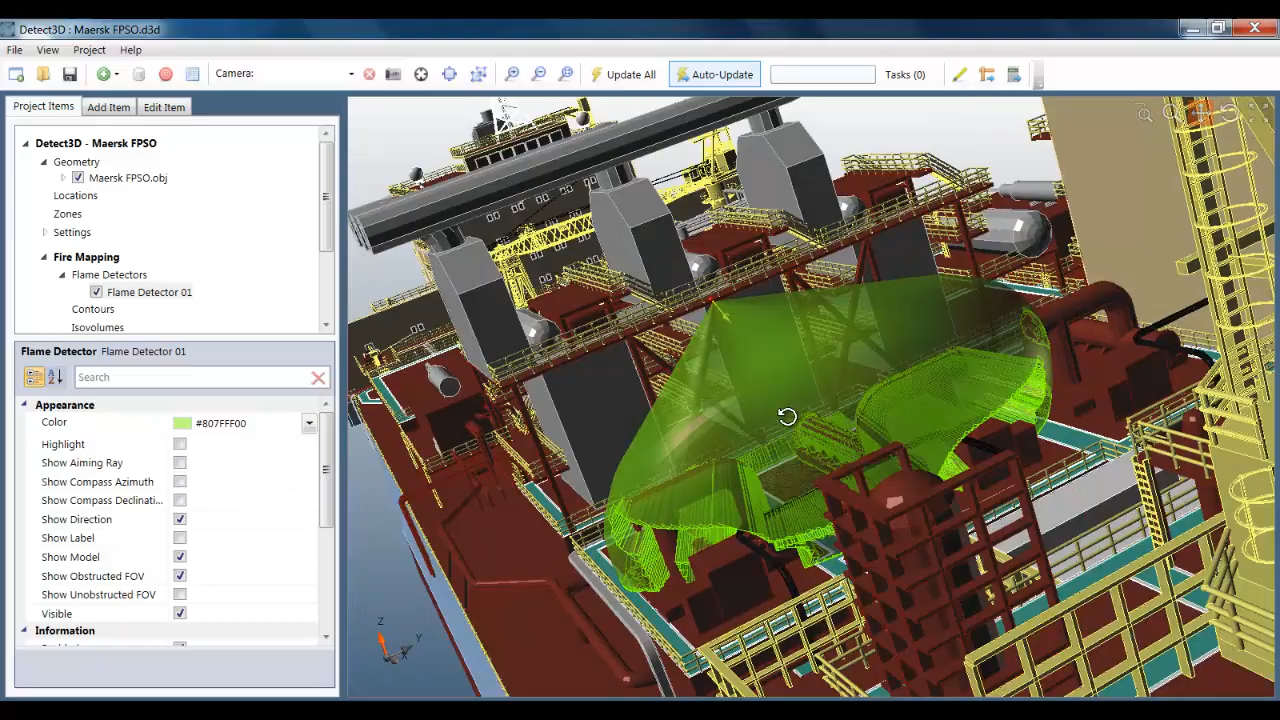 Detect3D : Maersk FPSO.d3d
File View Project Help
Camera: Update All Auto-Update Tasks (0)
Project Items Add Item Edit Item
Detect3D - Maersk FPSO
Geometry
Maersk FPSO.obj
Locations
Zones
Settings
Fire Mapping
Flame Detectors
Flame Detector 01
Contours
Isovolumes
Flame Detector Flame Detector 01
Search
Appearance
Color #807FFF00
Highlight
Show Aiming Ray
Show Compass Azimuth
Show Compass Declinati...
Show Direction
Show Label
Show Model
Show Obstructed FOV
Show Unobstructed FOV
Visible
Information
Z
Y
X